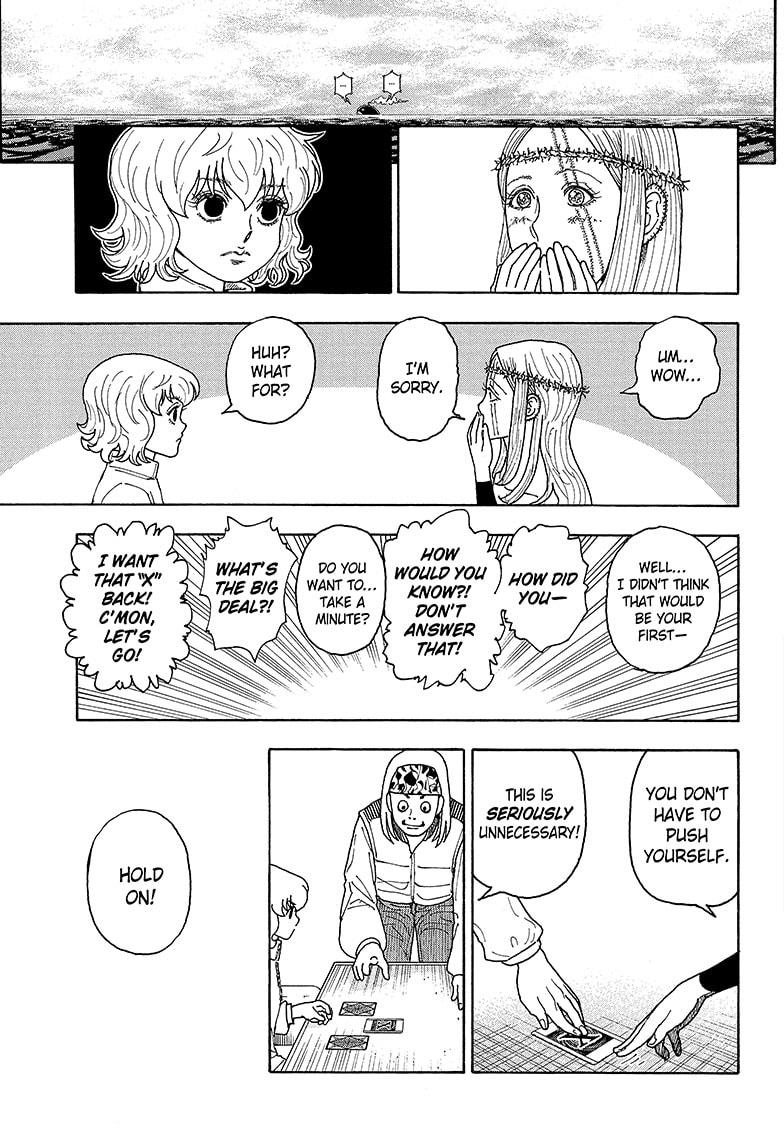 ...
...
UM...
WOW...
I'M
SORRY.
HUH?
WHAT
FOR?
WELL...
I DIDN'T THINK
THAT WOULD
BE YOUR
FIRST—
HOW DID
YOU—
HOW
WOULD YOU
KNOW?!
DON'T
ANSWER
THAT!
DO YOU
WANT TO...
TAKE A
MINUTE?
WHAT'S
THE BIG
DEAL?!
I WANT
THAT "X"
BACK!
C'MON,
LET'S
GO!
YOU DON'T
HAVE TO
PUSH
YOURSELF.
THIS IS
SERIOUSLY
UNNECESSARY!
HOLD
ON!